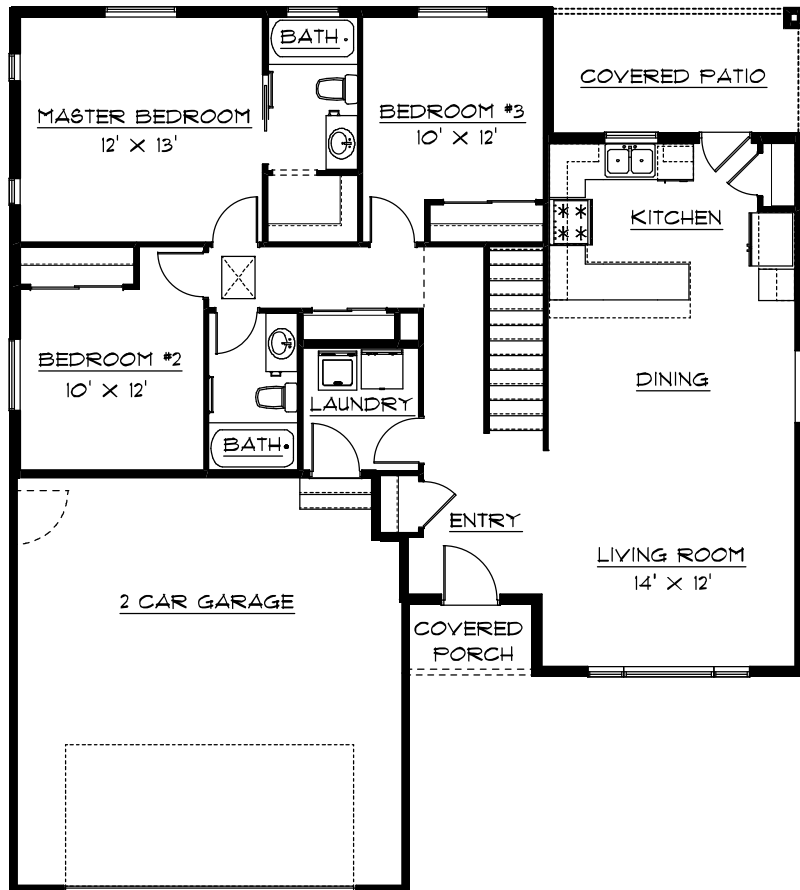 BATH
COVERED PATIO
MASTER BEDROOM
12' X 13'
BEDROOM #3
10' X 12'
KITCHEN
BEDROOM #2
10' X 12'
DINING
LAUNDRY
BATH
ENTRY
LIVING ROOM
14' X 12'
2 CAR GARAGE
COVERED
PORCH